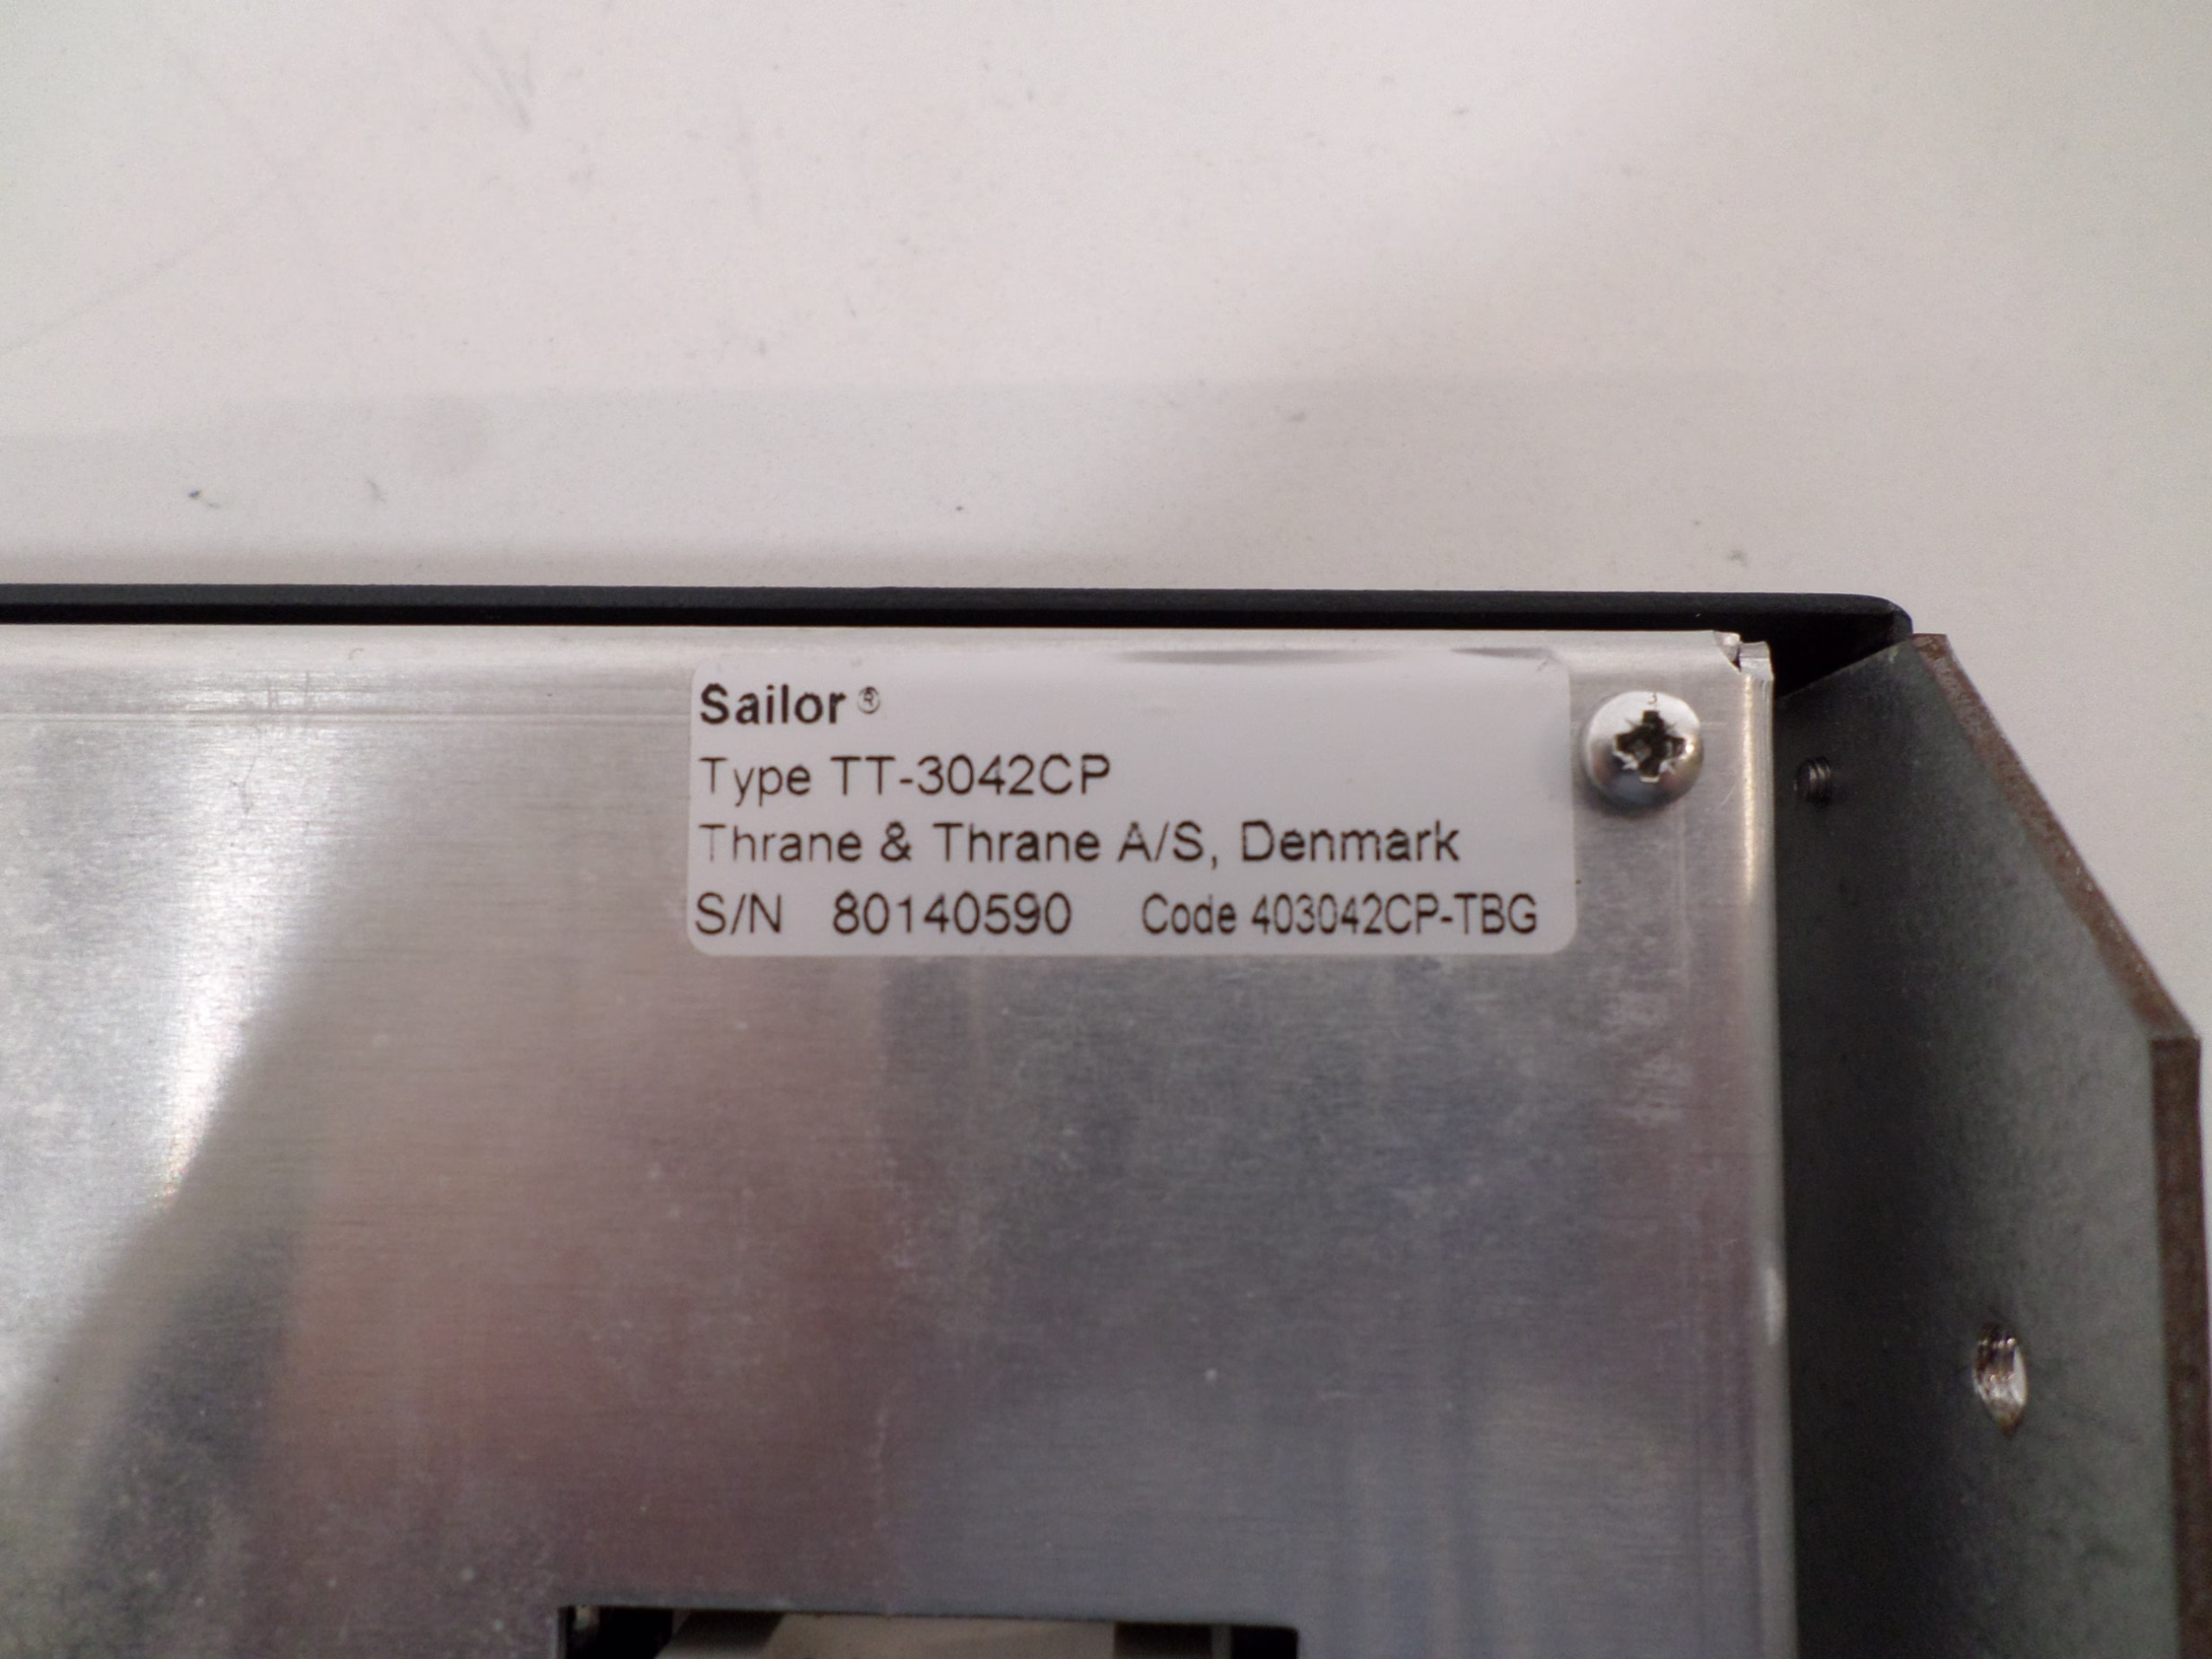 Sailor ®
Type TT-3042CP
Thrane & Thrane A/S, Denmark
S/N 80140590 Code 403042CP-TBG